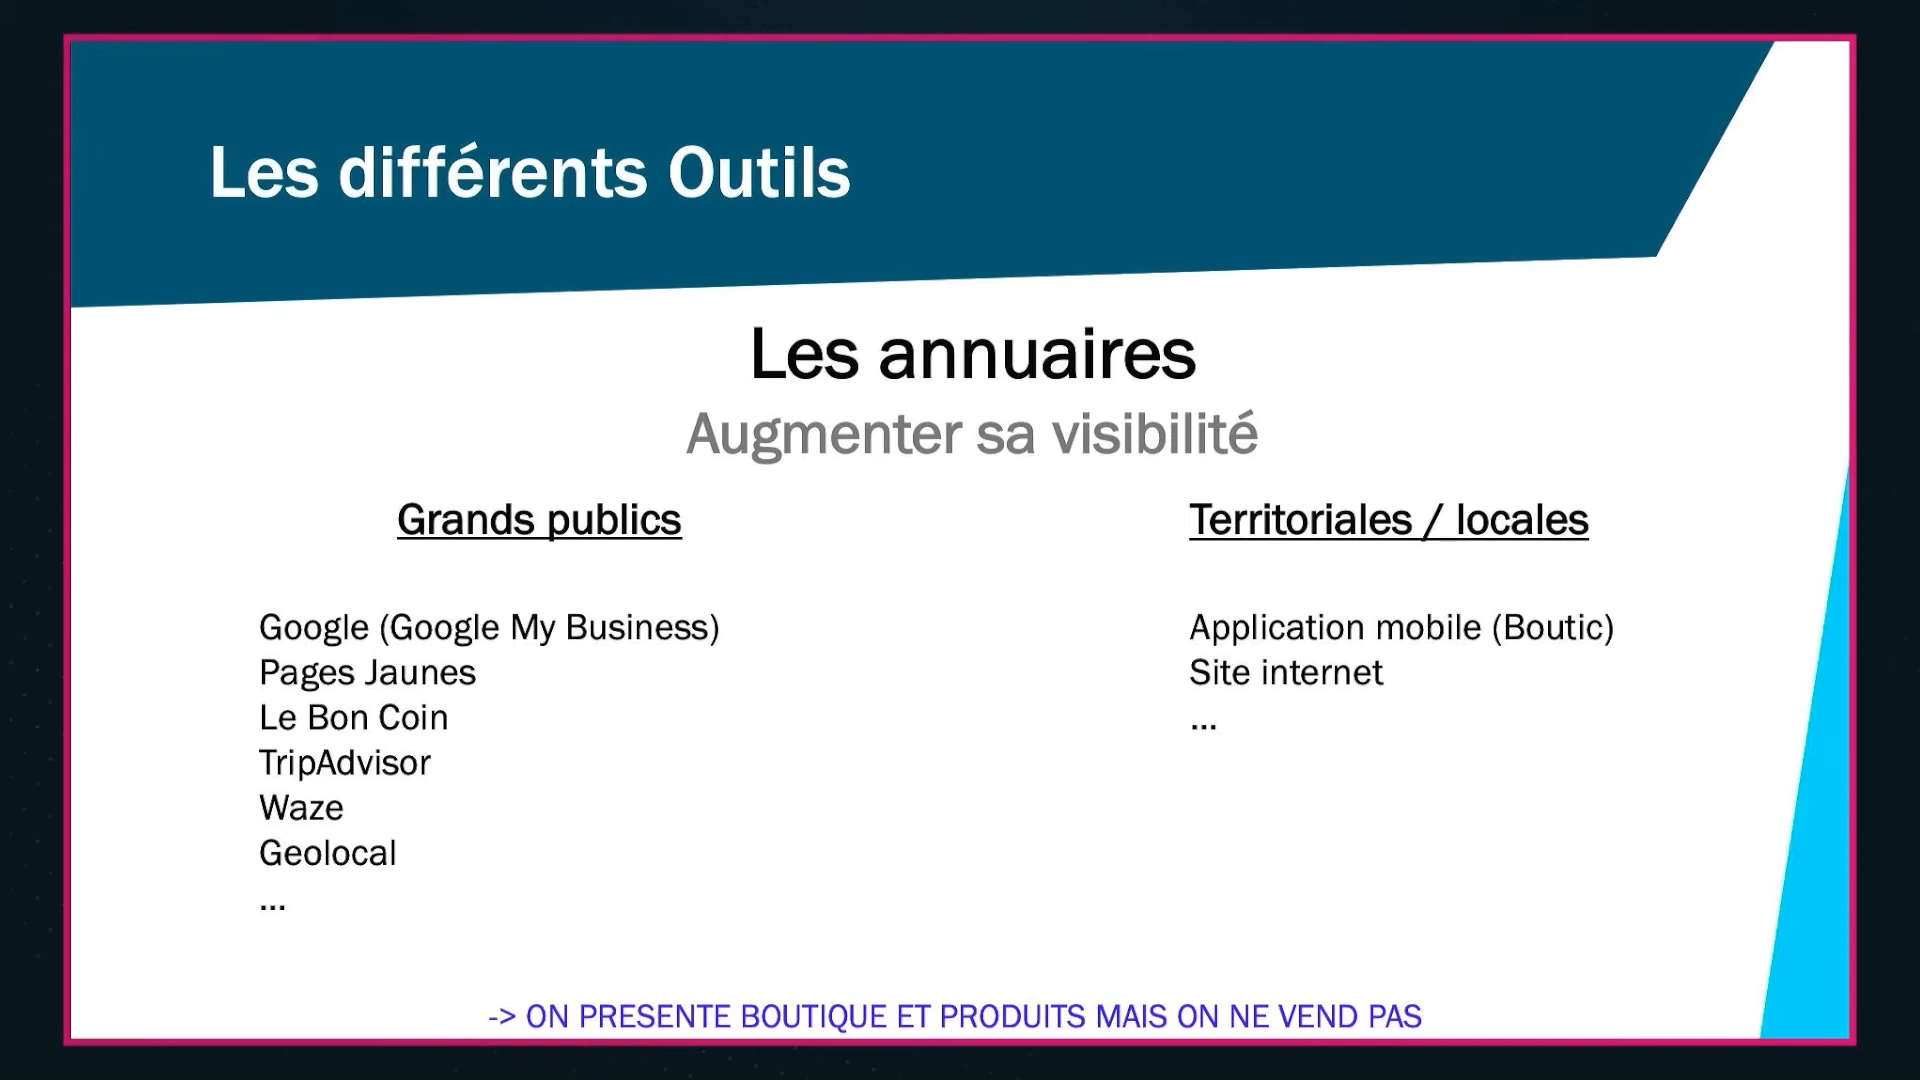 Les différents Outils
Les annuaires
Augmenter sa visibilité
Grands publics
Google (Google My Business)
Pages Jaunes
Le Bon Coin
TripAdvisor
Waze
Geolocal
...
Territoriales / locales
Application mobile (Boutic)
Site internet
...
-> ON PRESENTE BOUTIQUE ET PRODUITS MAIS ON NE VEND PAS